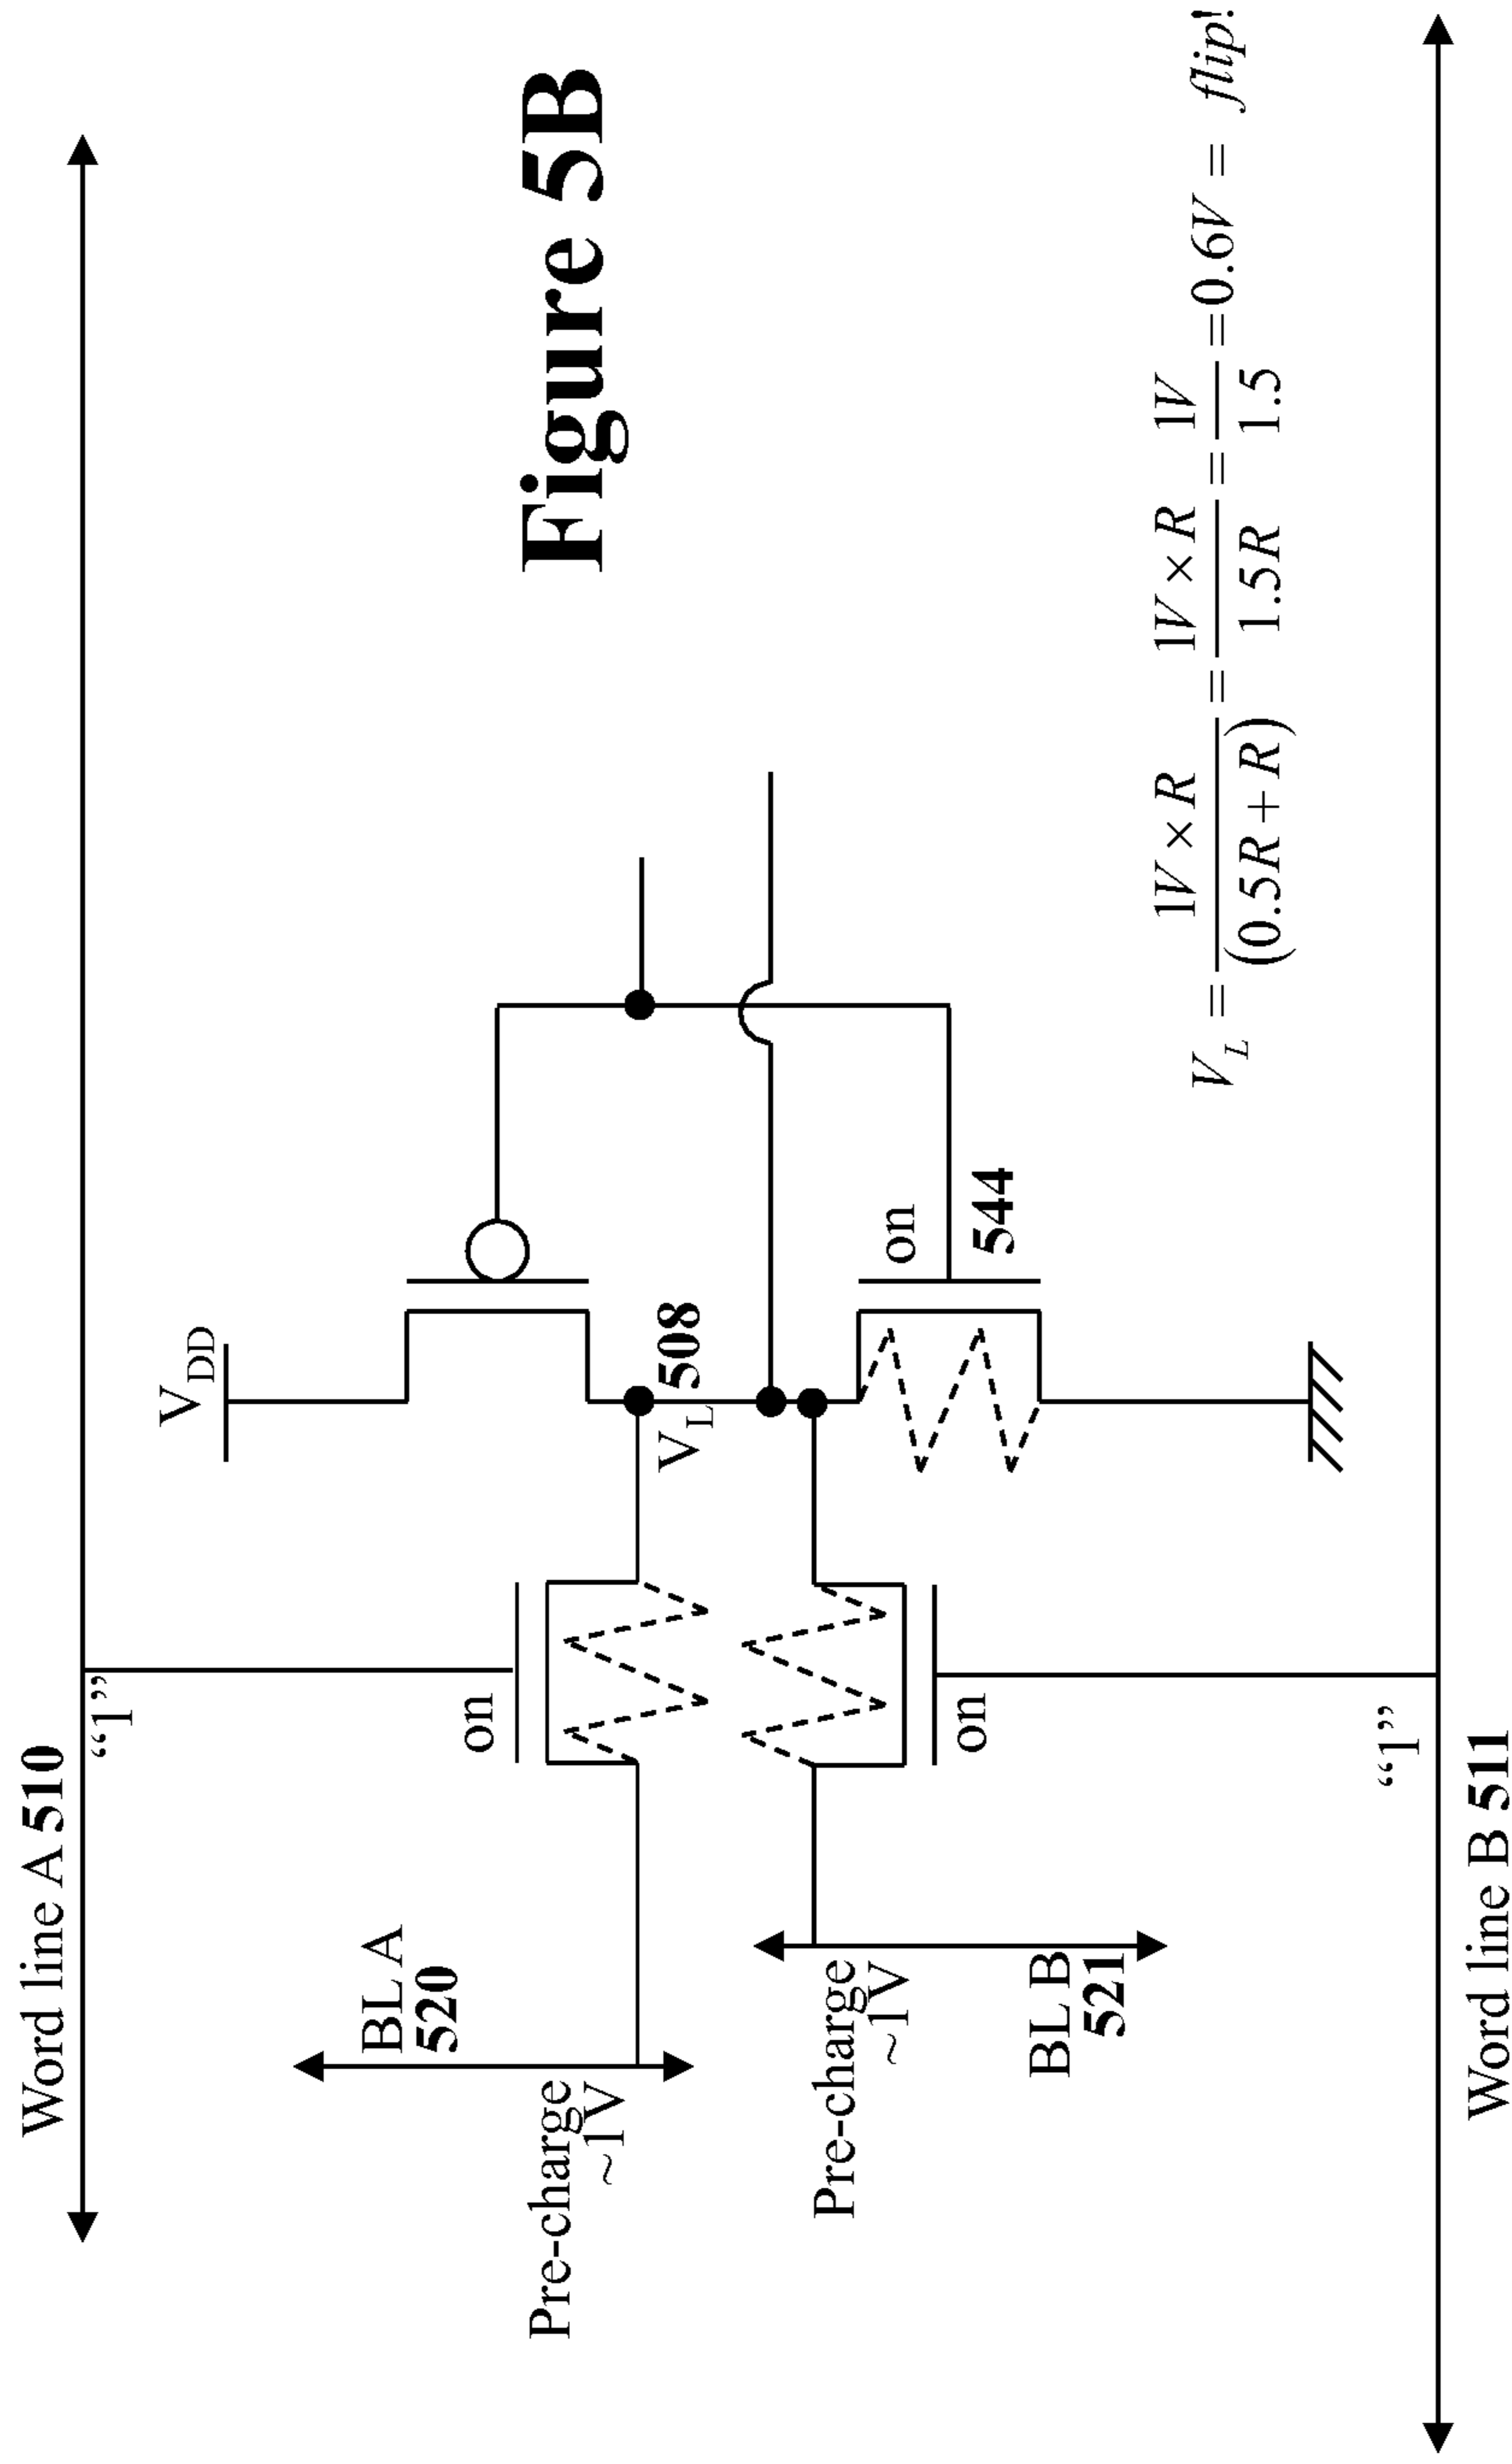 Word line A 510
“1”
V_DD
BL A
520
on
Pre-charge
~1V
V_L 508
Figure 5B
Pre-charge
~1V
on
544
on
BL B
521
V_L = 1V × R / (0.5R + R) = 1V × R / 1.5R = 1V / 1.5 = 0.6V = flip!
“1”
Word line B 511